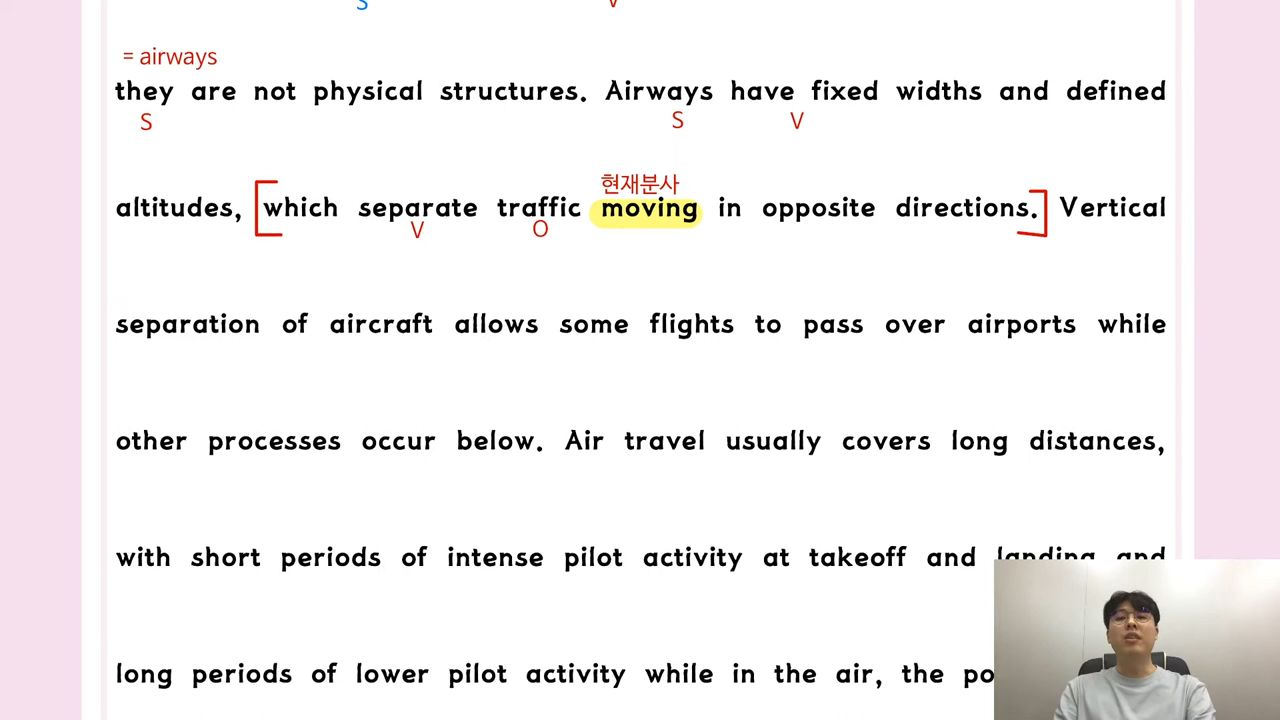 S V
= airways
they are not physical structures. Airways have fixed widths and defined
S S V
현재분사
altitudes, [which separate traffic moving in opposite directions.] Vertical
V O
separation of aircraft allows some flights to pass over airports while
other processes occur below. Air travel usually covers long distances,
with short periods of intense pilot activity at takeoff and landing and
long periods of lower pilot activity while in the air, the